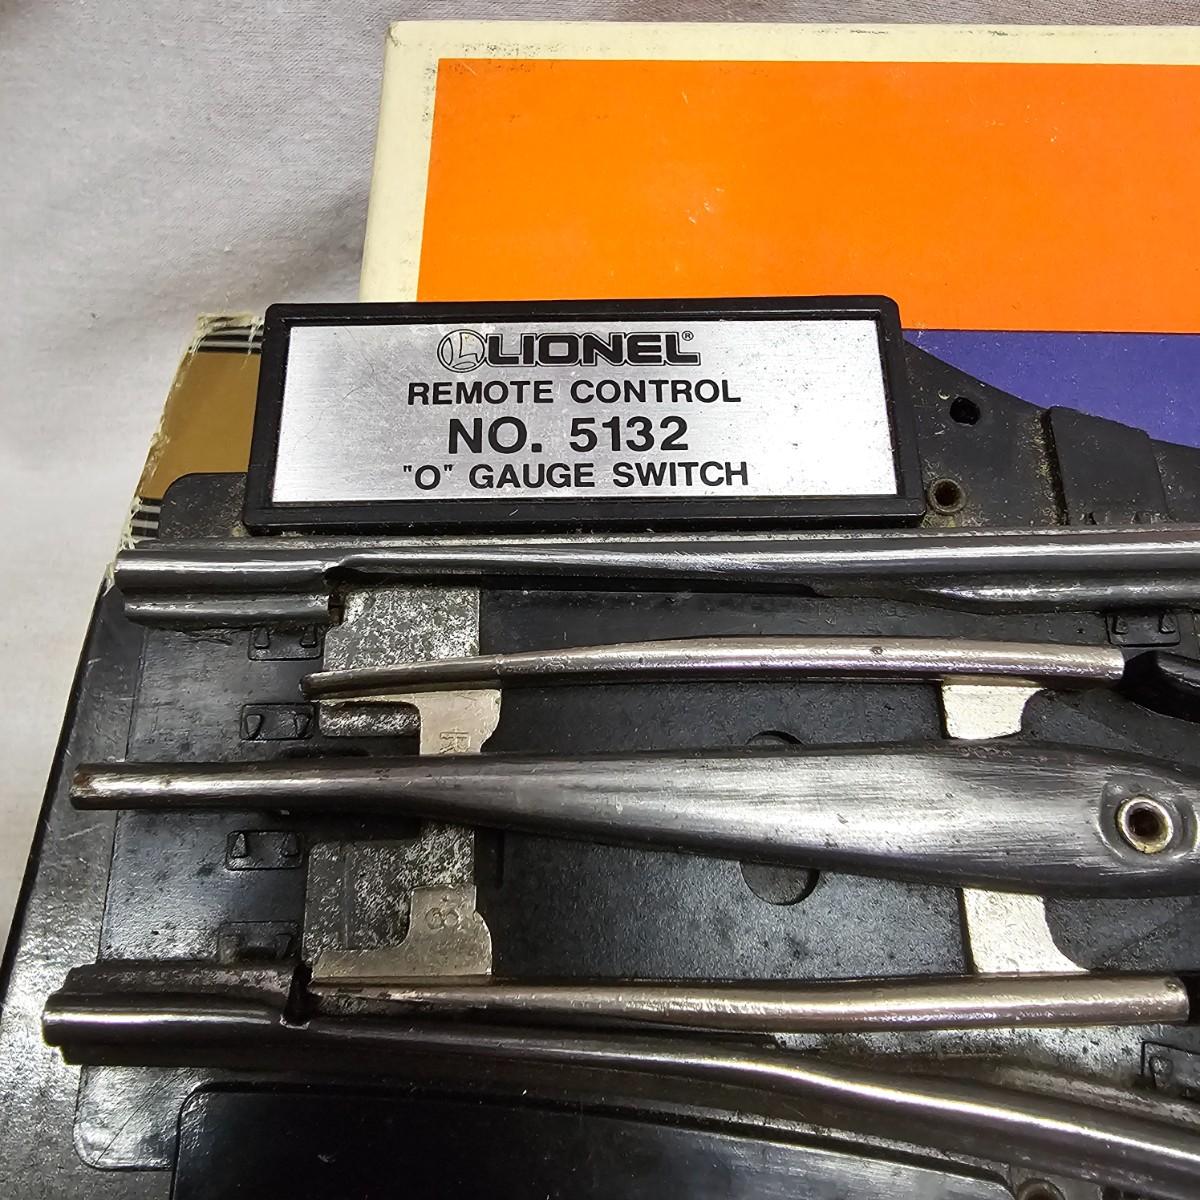 LIONEL®
REMOTE CONTROL
NO. 5132
"O" GAUGE SWITCH